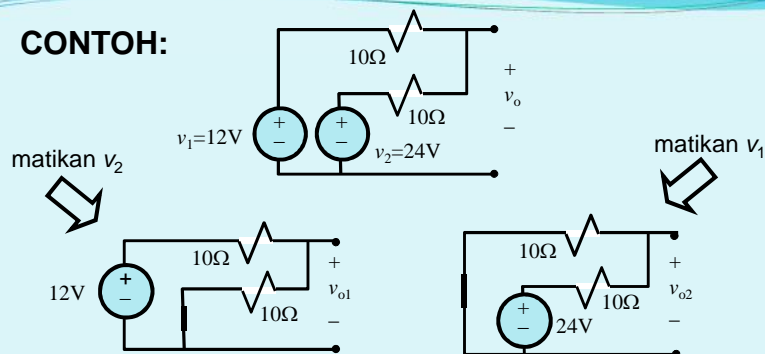 CONTOH:
10Ω
10Ω
+
vo
−
v1=12V
+
−
+
−
v2=24V
matikan v2
matikan v1
10Ω
10Ω
12V
+
−
+
vo1
−
10Ω
10Ω
+
−
24V
+
vo2
−